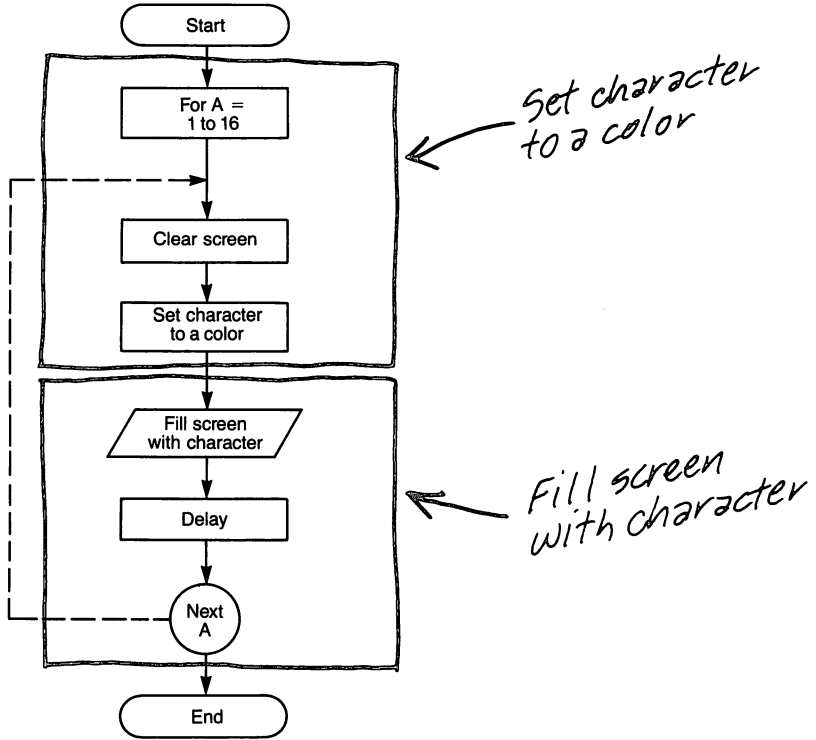 Start
For A =
1 to 16
Set character
to a color
Clear screen
Set character
to a color
Fill screen
with character
Fill screen
with character
Delay
Next
A
End